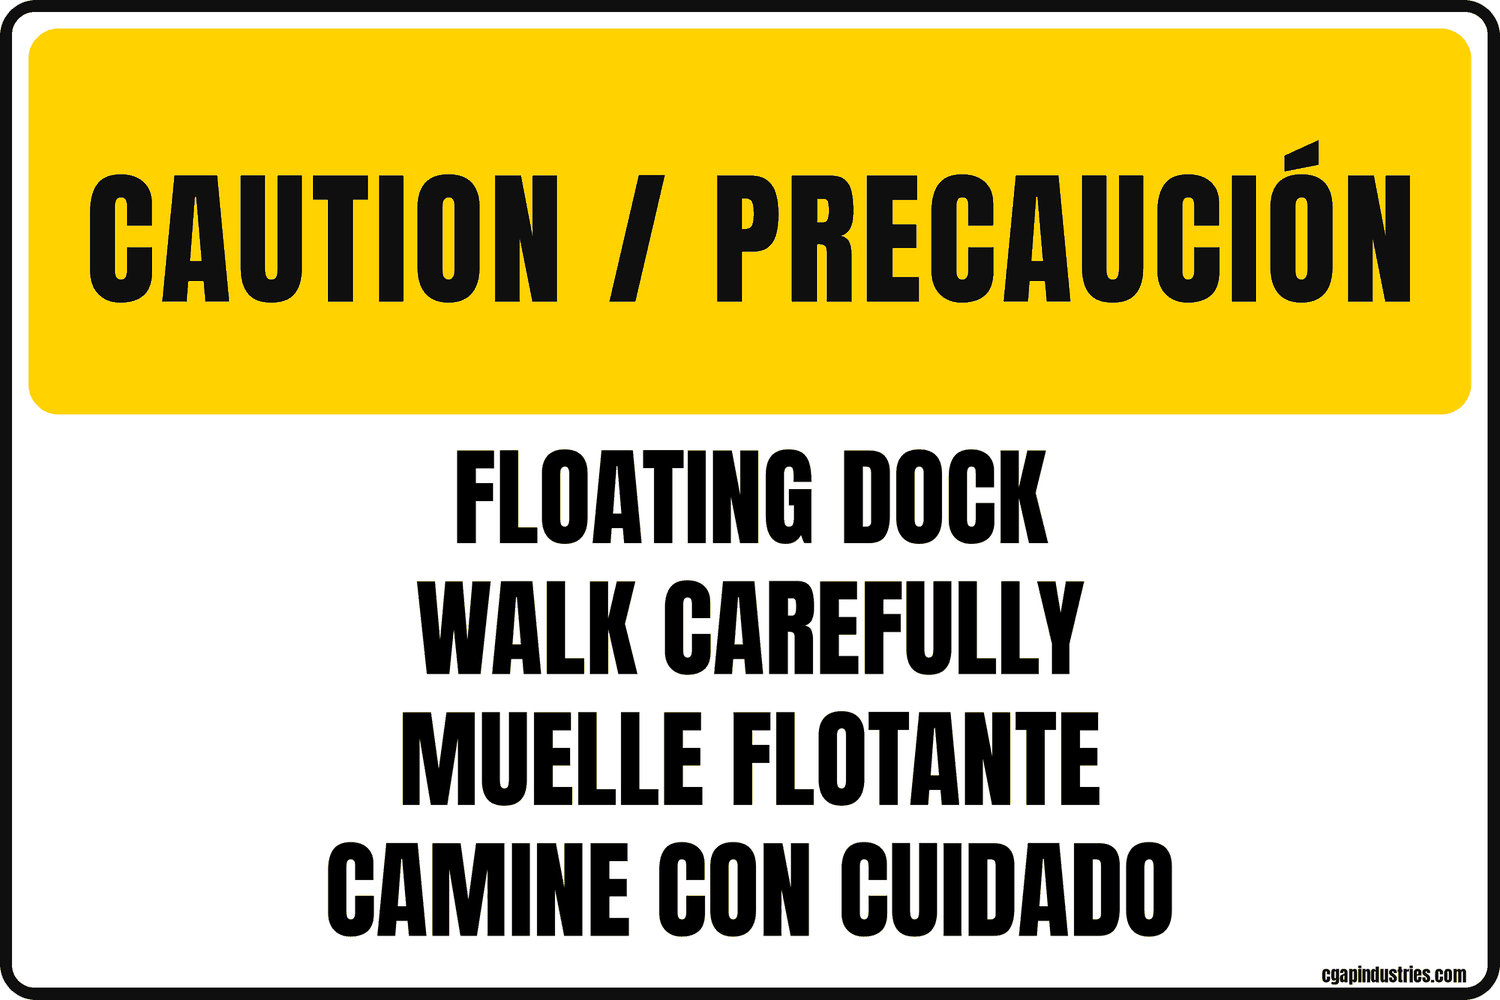 CAUTION / PRECAUCIÓN
FLOATING DOCK
WALK CAREFULLY
MUELLE FLOTANTE
CAMINE CON CUIDADO
cgapindustries.com